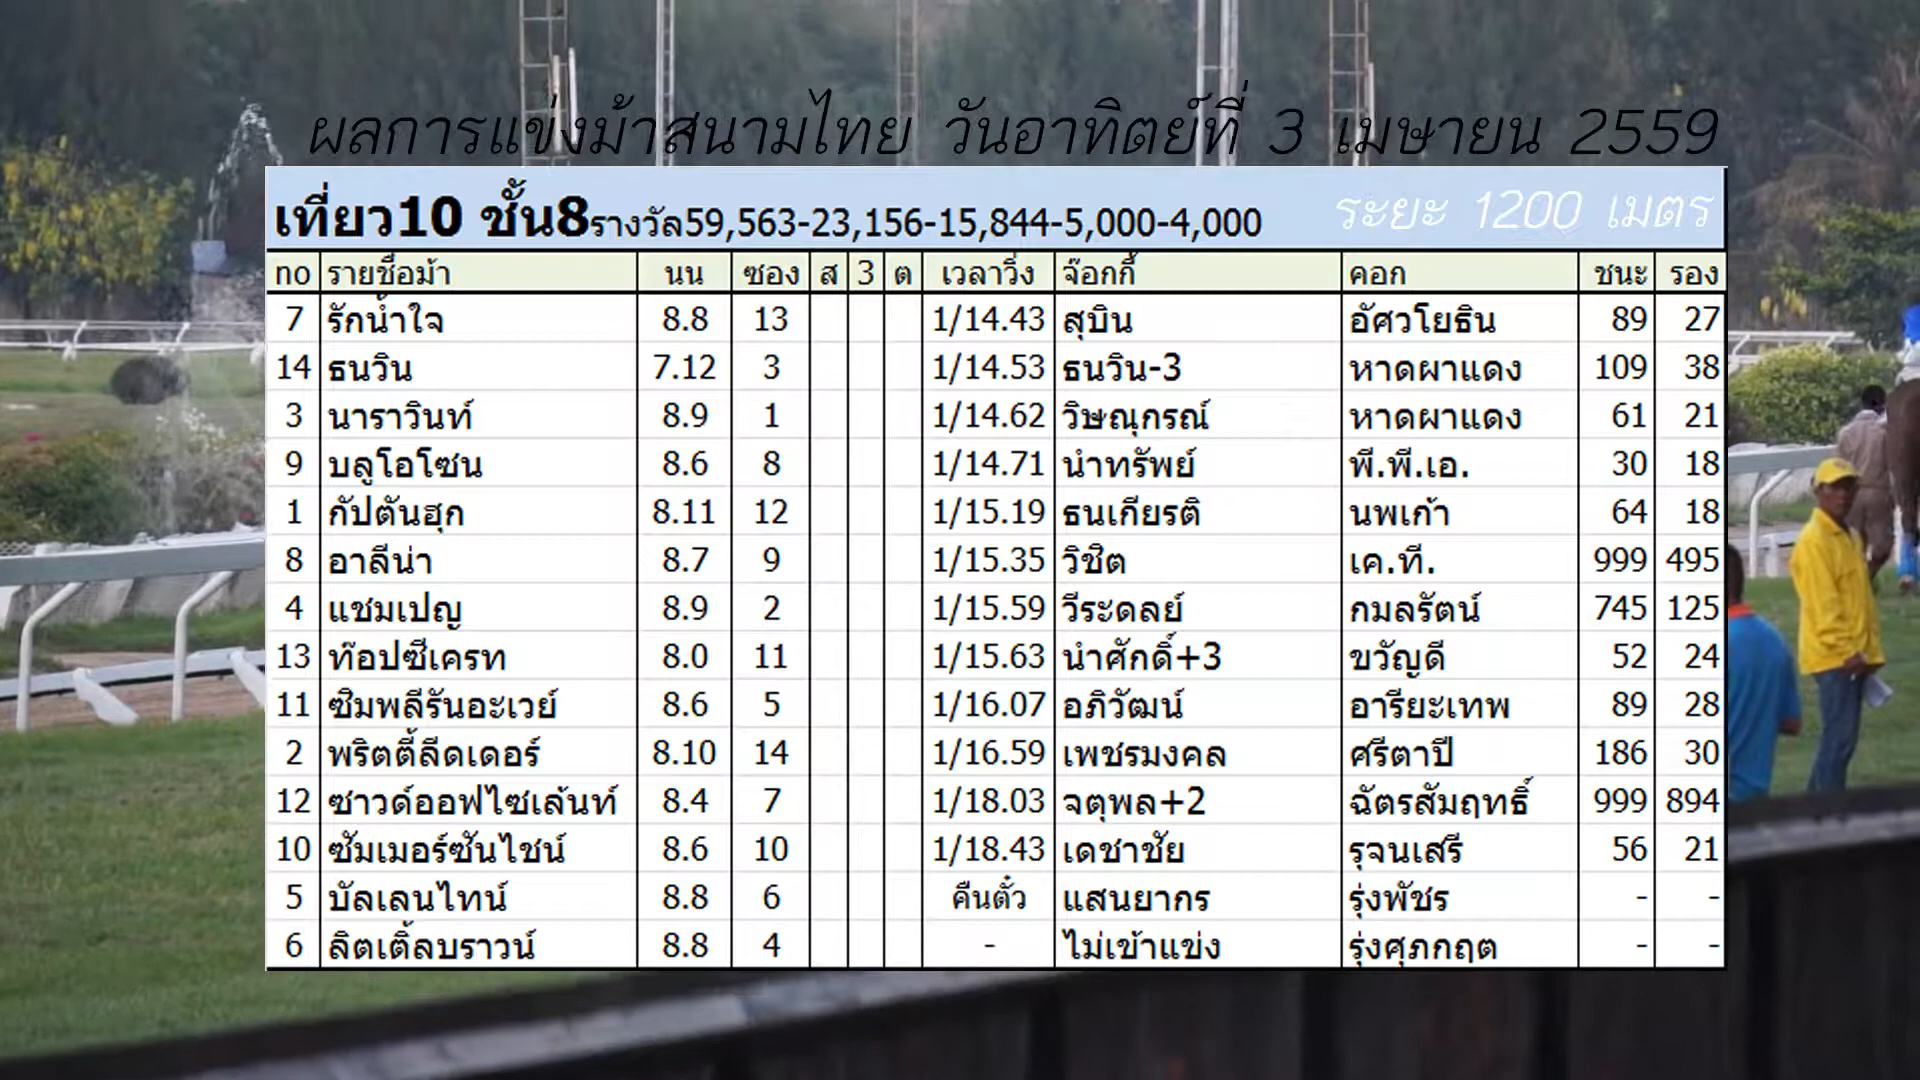 ผลการแข่งม้าสนามไทย วันอาทิตย์ที่ 3 เมษายน 2559
เที่ยว10 ชั้น8รางวัล59,563-23,156-15,844-5,000-4,000 ระยะ 1200 เมตร
no รายชื่อม้า นน ซอง ส 3 ต เวลาวิ่ง จ๊อกกี้ คอก ชนะ รอง
7 รักน้ำใจ 8.8 13 1/14.43 สุบิน อัศวโยธิน 89 27
14 ธนวิน 7.12 3 1/14.53 ธนวิน-3 หาดผาแดง 109 38
3 นาราวินท์ 8.9 1 1/14.62 วิษณุกรณ์ หาดผาแดง 61 21
9 บลูโอโซน 8.6 8 1/14.71 นำทรัพย์ พี.พี.เอ. 30 18
1 กัปตันฮุก 8.11 12 1/15.19 ธนเกียรติ นพเก้า 64 18
8 อาลีน่า 8.7 9 1/15.35 วิชิต เค.ที. 999 495
4 แชมเปญ 8.9 2 1/15.59 วีระดลย์ กมลรัตน์ 745 125
13 ท๊อปซีเครท 8.0 11 1/15.63 นำศักดิ์+3 ขวัญดี 52 24
11 ซิมพลีรันอะเวย์ 8.6 5 1/16.07 อภิวัฒน์ อารียะเทพ 89 28
2 พริตตี้ลีดเดอร์ 8.10 14 1/16.59 เพชรมงคล ศรีตาปี 186 30
12 ซาวด์ออฟไซเล้นท์ 8.4 7 1/18.03 จตุพล+2 ฉัตรสัมฤทธิ์ 999 894
10 ซัมเมอร์ซันไชน์ 8.6 10 1/18.43 เดชาชัย รุจนเสรี 56 21
5 บัลเลนไทน์ 8.8 6 คืนตั๋ว แสนยากร รุ่งพัชร - -
6 ลิตเติ้ลบราวน์ 8.8 4 - ไม่เข้าแข่ง รุ่งศุภกฤต - -